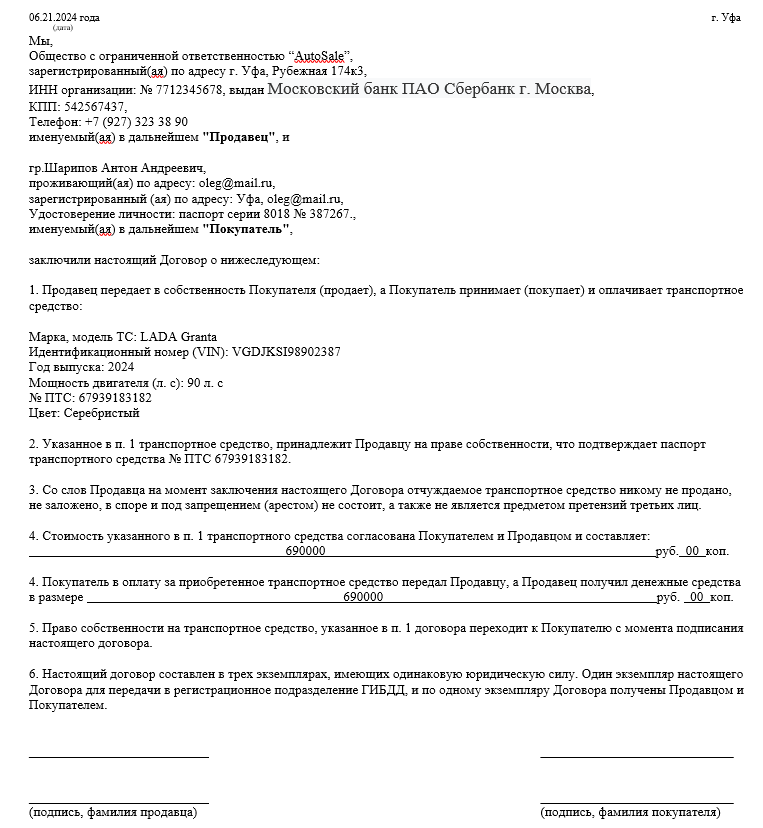 06.21.2024 года г. Уфа
(дата)
Мы,
Общество с ограниченной ответственностью “AutoSale”,
зарегистрированный(ая) по адресу г. Уфа, Рубежная 174к3,
ИНН организации: № 7712345678, выдан Московский банк ПАО Сбербанк г. Москва,
КПП: 542567437,
Телефон: +7 (927) 323 38 90
именуемый(ая) в дальнейшем "Продавец", и
гр.Шарипов Антон Андреевич,
проживающий(ая) по адресу: oleg@mail.ru,
зарегистрированный (ая) по адресу: Уфа, oleg@mail.ru,
Удостоверение личности: паспорт серии 8018 № 387267.,
именуемый(ая) в дальнейшем "Покупатель",
заключили настоящий Договор о нижеследующем:
1. Продавец передает в собственность Покупателя (продает), а Покупатель принимает (покупает) и оплачивает транспортное
средство:
Марка, модель ТС: LADA Granta
Идентификационный номер (VIN): VGDJKSI98902387
Год выпуска: 2024
Мощность двигателя (л. с): 90 л. с
№ ПТС: 67939183182
Цвет: Серебристый
2. Указанное в п. 1 транспортное средство, принадлежит Продавцу на праве собственности, что подтверждает паспорт
транспортного средства № ПТС 67939183182.
3. Со слов Продавца на момент заключения настоящего Договора отчуждаемое транспортное средство никому не продано,
не заложено, в споре и под запрещением (арестом) не состоит, а также не является предметом претензий третьих лиц.
4. Стоимость указанного в п. 1 транспортного средства согласована Покупателем и Продавцом и составляет:
690000 руб. 00 коп.
4. Покупатель в оплату за приобретенное транспортное средство передал Продавцу, а Продавец получил денежные средства
в размере 690000 руб. 00 коп.
5. Право собственности на транспортное средство, указанное в п. 1 договора переходит к Покупателю с момента подписания
настоящего договора.
6. Настоящий договор составлен в трех экземплярах, имеющих одинаковую юридическую силу. Один экземпляр настоящего
Договора для передачи в регистрационное подразделение ГИБДД, и по одному экземпляру Договора получены Продавцом и
Покупателем.
(подпись, фамилия продавца) (подпись, фамилия покупателя)